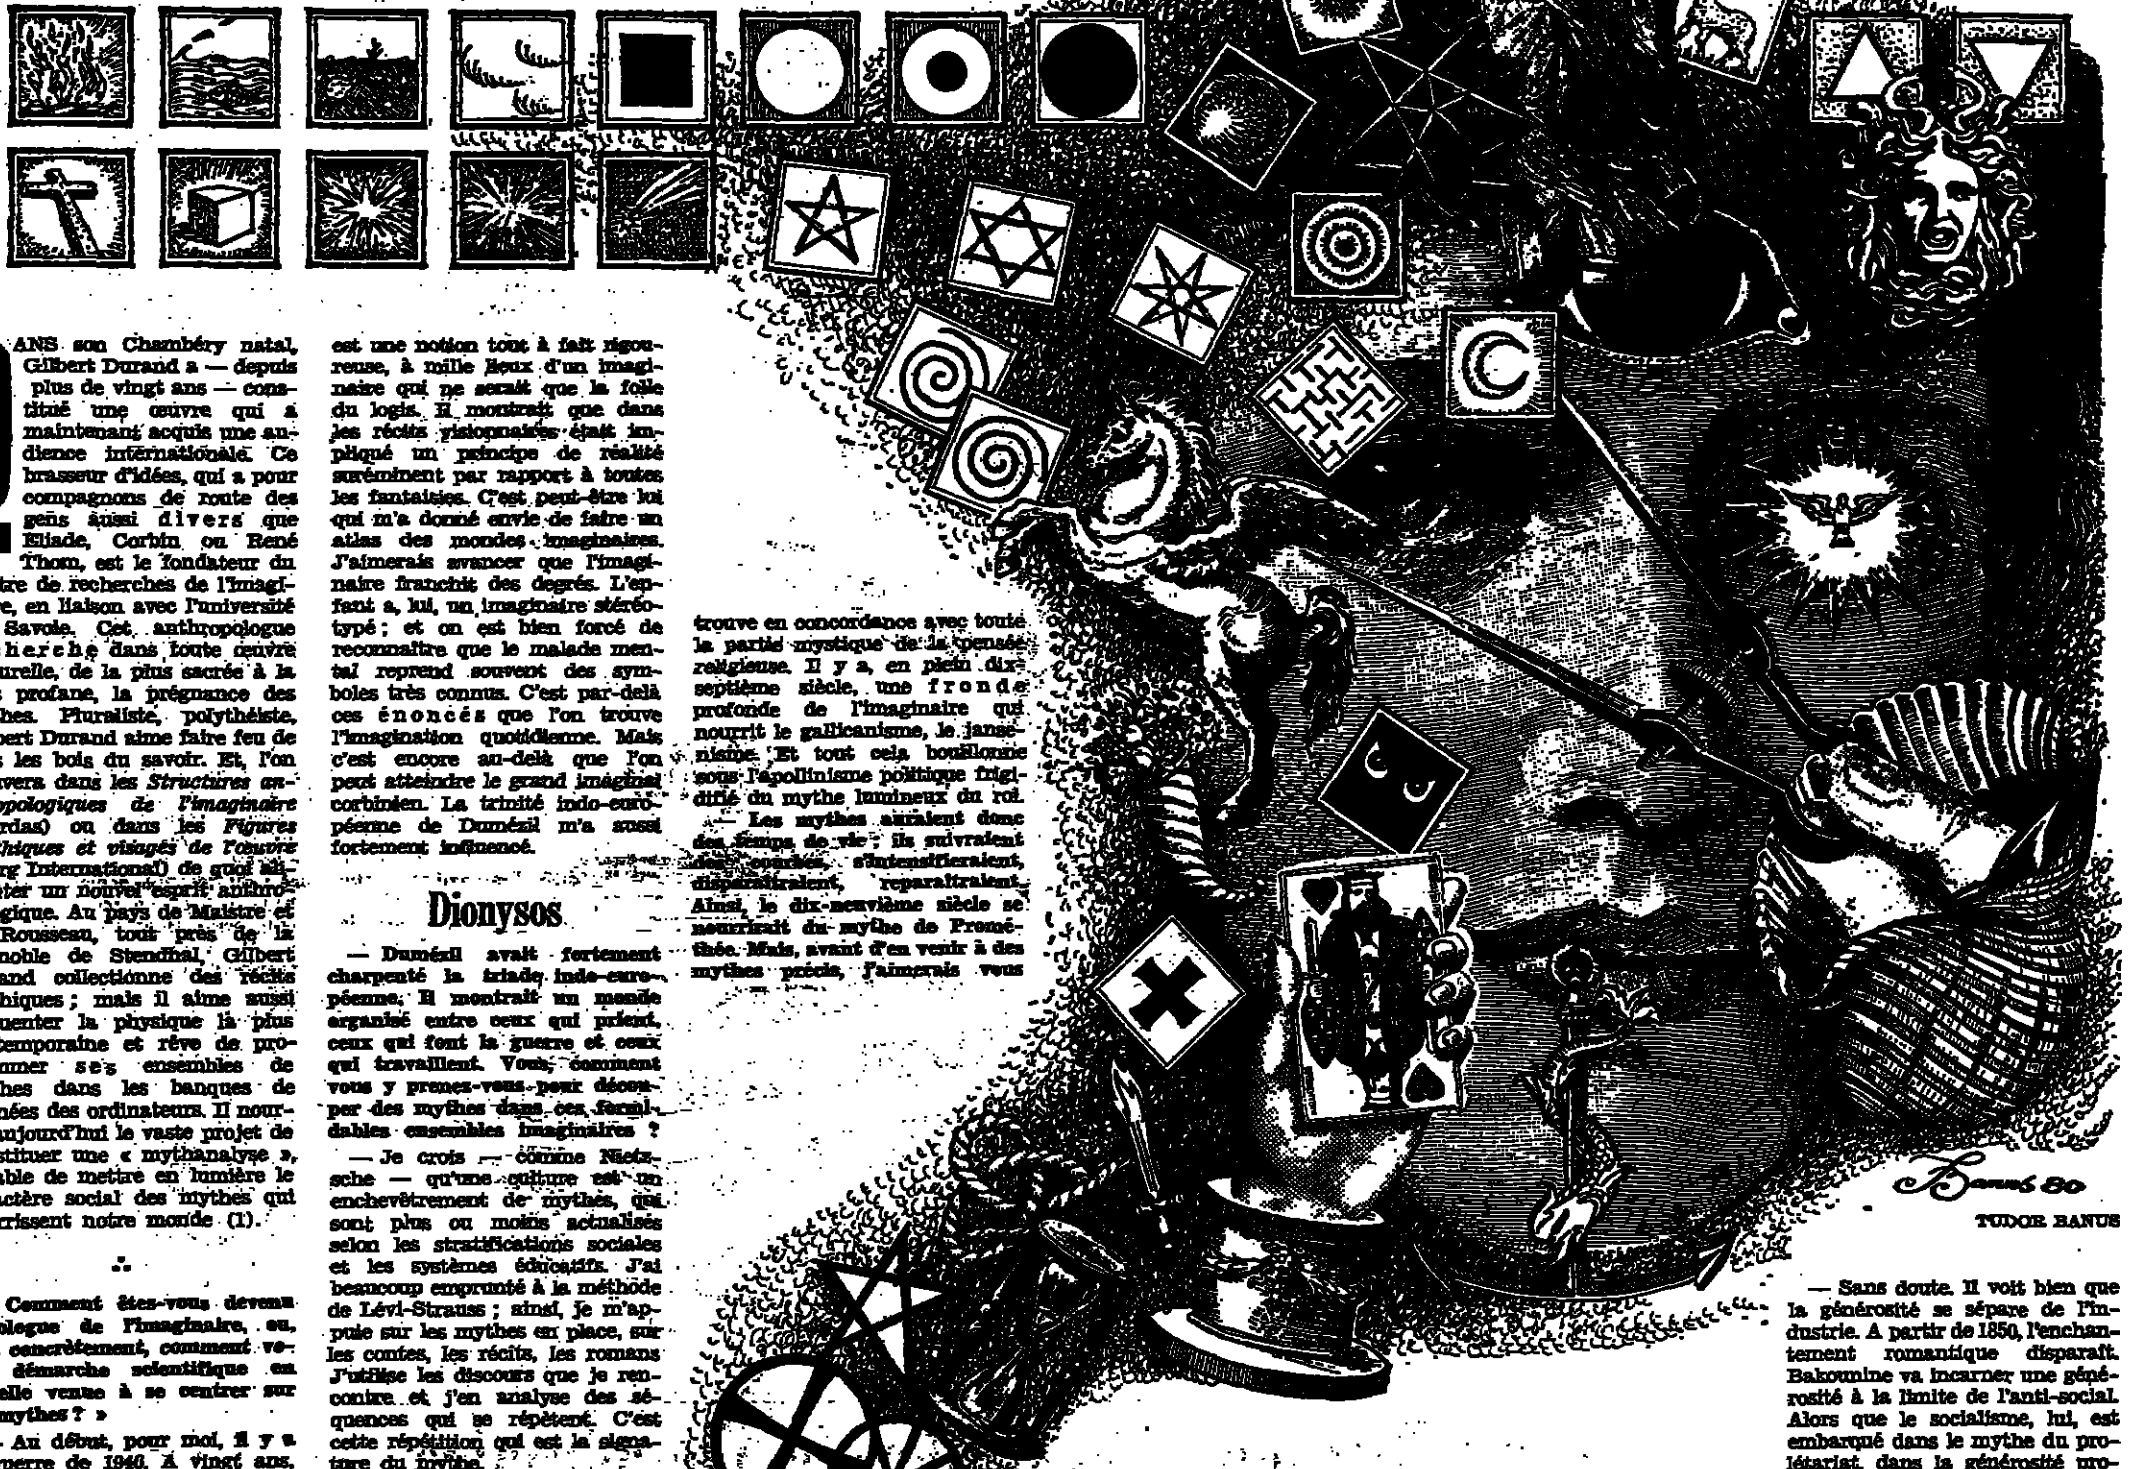 ANS son Chambéry natal,
Gilbert Durand a — depuis
plus de vingt ans — cons-
titué une œuvre qui a
maintenant acquis une au-
dience internationale. Ce
brasseur d'idées, qui a pour
compagnons de route des
gens aussi divers que
Eliade, Corbin ou René
Thom, est le fondateur du
tre de recherches de l'imagi-
e, en liaison avec l'université
Savoie. Cet anthropologue
herche dans toute œuvre
urelle, de la plus sacrée à la
s profane, la prégnance des
hes. Pluraliste, polythéiste,
bert Durand aime faire feu de
s les bois du savoir. Et, l'on
uvera dans les Structures an-
opologiques de l'imaginaire
rdas) ou dans les Figures
hiques et visages de l'œuvre
rg International) de quoi ali-
nter un nouvel esprit anthro-
gique. Au pays de Maistre et
Rousseau, tout près de la
noble de Stendhal, Gilbert
and collectionne des récits
hiques ; mais il aime aussi
uenter la physique la plus
temporaine et rêve de pro-
mmer ses ensembles de
hes dans les banques de
nées des ordinateurs. Il nour-
ujourd'hui le vaste projet de
stituer une « mythanalyse »,
able de mettre en lumière le
actère social des mythes qui
rrissent notre monde (1).
Comment êtes-vous devenu
ologue de l'imaginaire, ou,
concrètement, comment vo-
démarche scientifique en
elle venue à se centrer sur
mythes ? »
- Au début, pour moi, il y a
uerre de 1940. A vingt ans,
est une notion tout à fait rigou-
reuse, à mille lieux d'un imagi-
naire qui ne serait que la folle
du logis. Il montrait que dans
les récits visionnaires était im-
pliqué un principe de réalité
suréminent par rapport à toutes
les fantaisies. C'est peut-être lui
qui m'a donné envie de faire un
atlas des mondes imaginaires.
J'aimerais avancer que l'imagi-
naire franchit des degrés. L'en-
fant a, lui, un imaginaire stéréo-
typé ; et on est bien forcé de
reconnaître que le malade men-
tal reprend souvent des sym-
boles très connus. C'est par-delà
ces énoncés que l'on trouve
l'imagination quotidienne. Mais
c'est encore au-delà que l'on
peut atteindre le grand imaginal
corbinien. La trinité indo-euro-
péenne de Dumézil m'a aussi
fortement influencé.
Dionysos
— Dumézil avait fortement
charpenté la triade indo-euro-
péenne. Il montrait un monde
organisé entre ceux qui prient,
ceux qui font la guerre et ceux
qui travaillent. Vous, comment
vous y prenez-vous pour décou-
per des mythes dans ces formi-
dables ensembles imaginaires ?
— Je crois — comme Nietz-
sche — qu'une culture est un
enchevêtrement de mythes, qui
sont plus ou moins actualisés
selon les stratifications sociales
et les systèmes éducatifs. J'ai
beaucoup emprunté à la méthode
de Lévi-Strauss ; ainsi, je m'ap-
puie sur les mythes en place, sur
les contes, les récits, les romans
J'utilise les discours que je ren-
contre et j'en analyse des sé-
quences qui se répètent. C'est
cette répétition qui est la signa-
ture du mythe.
trouve en concordance avec toute
la partie mystique de la pensée
religieuse. Il y a, en plein dix-
septième siècle, une fronde
profonde de l'imaginaire qui
nourrit le gallicanisme, le jansé-
nisme. Et tout cela bouillonne
sous l'apollinisme politique frigi-
difié du mythe lumineux du roi.
— Les mythes auraient donc
des temps de vie ; ils suivraient
des couches, s'intensifieraient,
disparaîtraient, reparaîtraient.
Ainsi, le dix-neuvième siècle se
nourrirait du mythe de Promé-
thée. Mais, avant d'en venir à des
mythes précis, j'aimerais vous
Banus 80
TUDOR BANUS
— Sans doute. Il voit bien que
la générosité se sépare de l'in-
dustrie. A partir de 1850, l'enchan-
tement romantique disparaît.
Bakounine va incarner une géné-
rosité à la limite de l'anti-social.
Alors que le socialisme, lui, est
embarqué dans le mythe du pro-
létariat, dans la générosité pro-